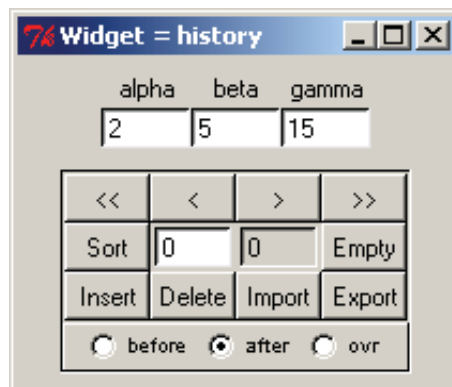 Widget = history
alpha beta gamma
2 5 15
<< < > >>
Sort 0 0 Empty
Insert Delete Import Export
before after ovr